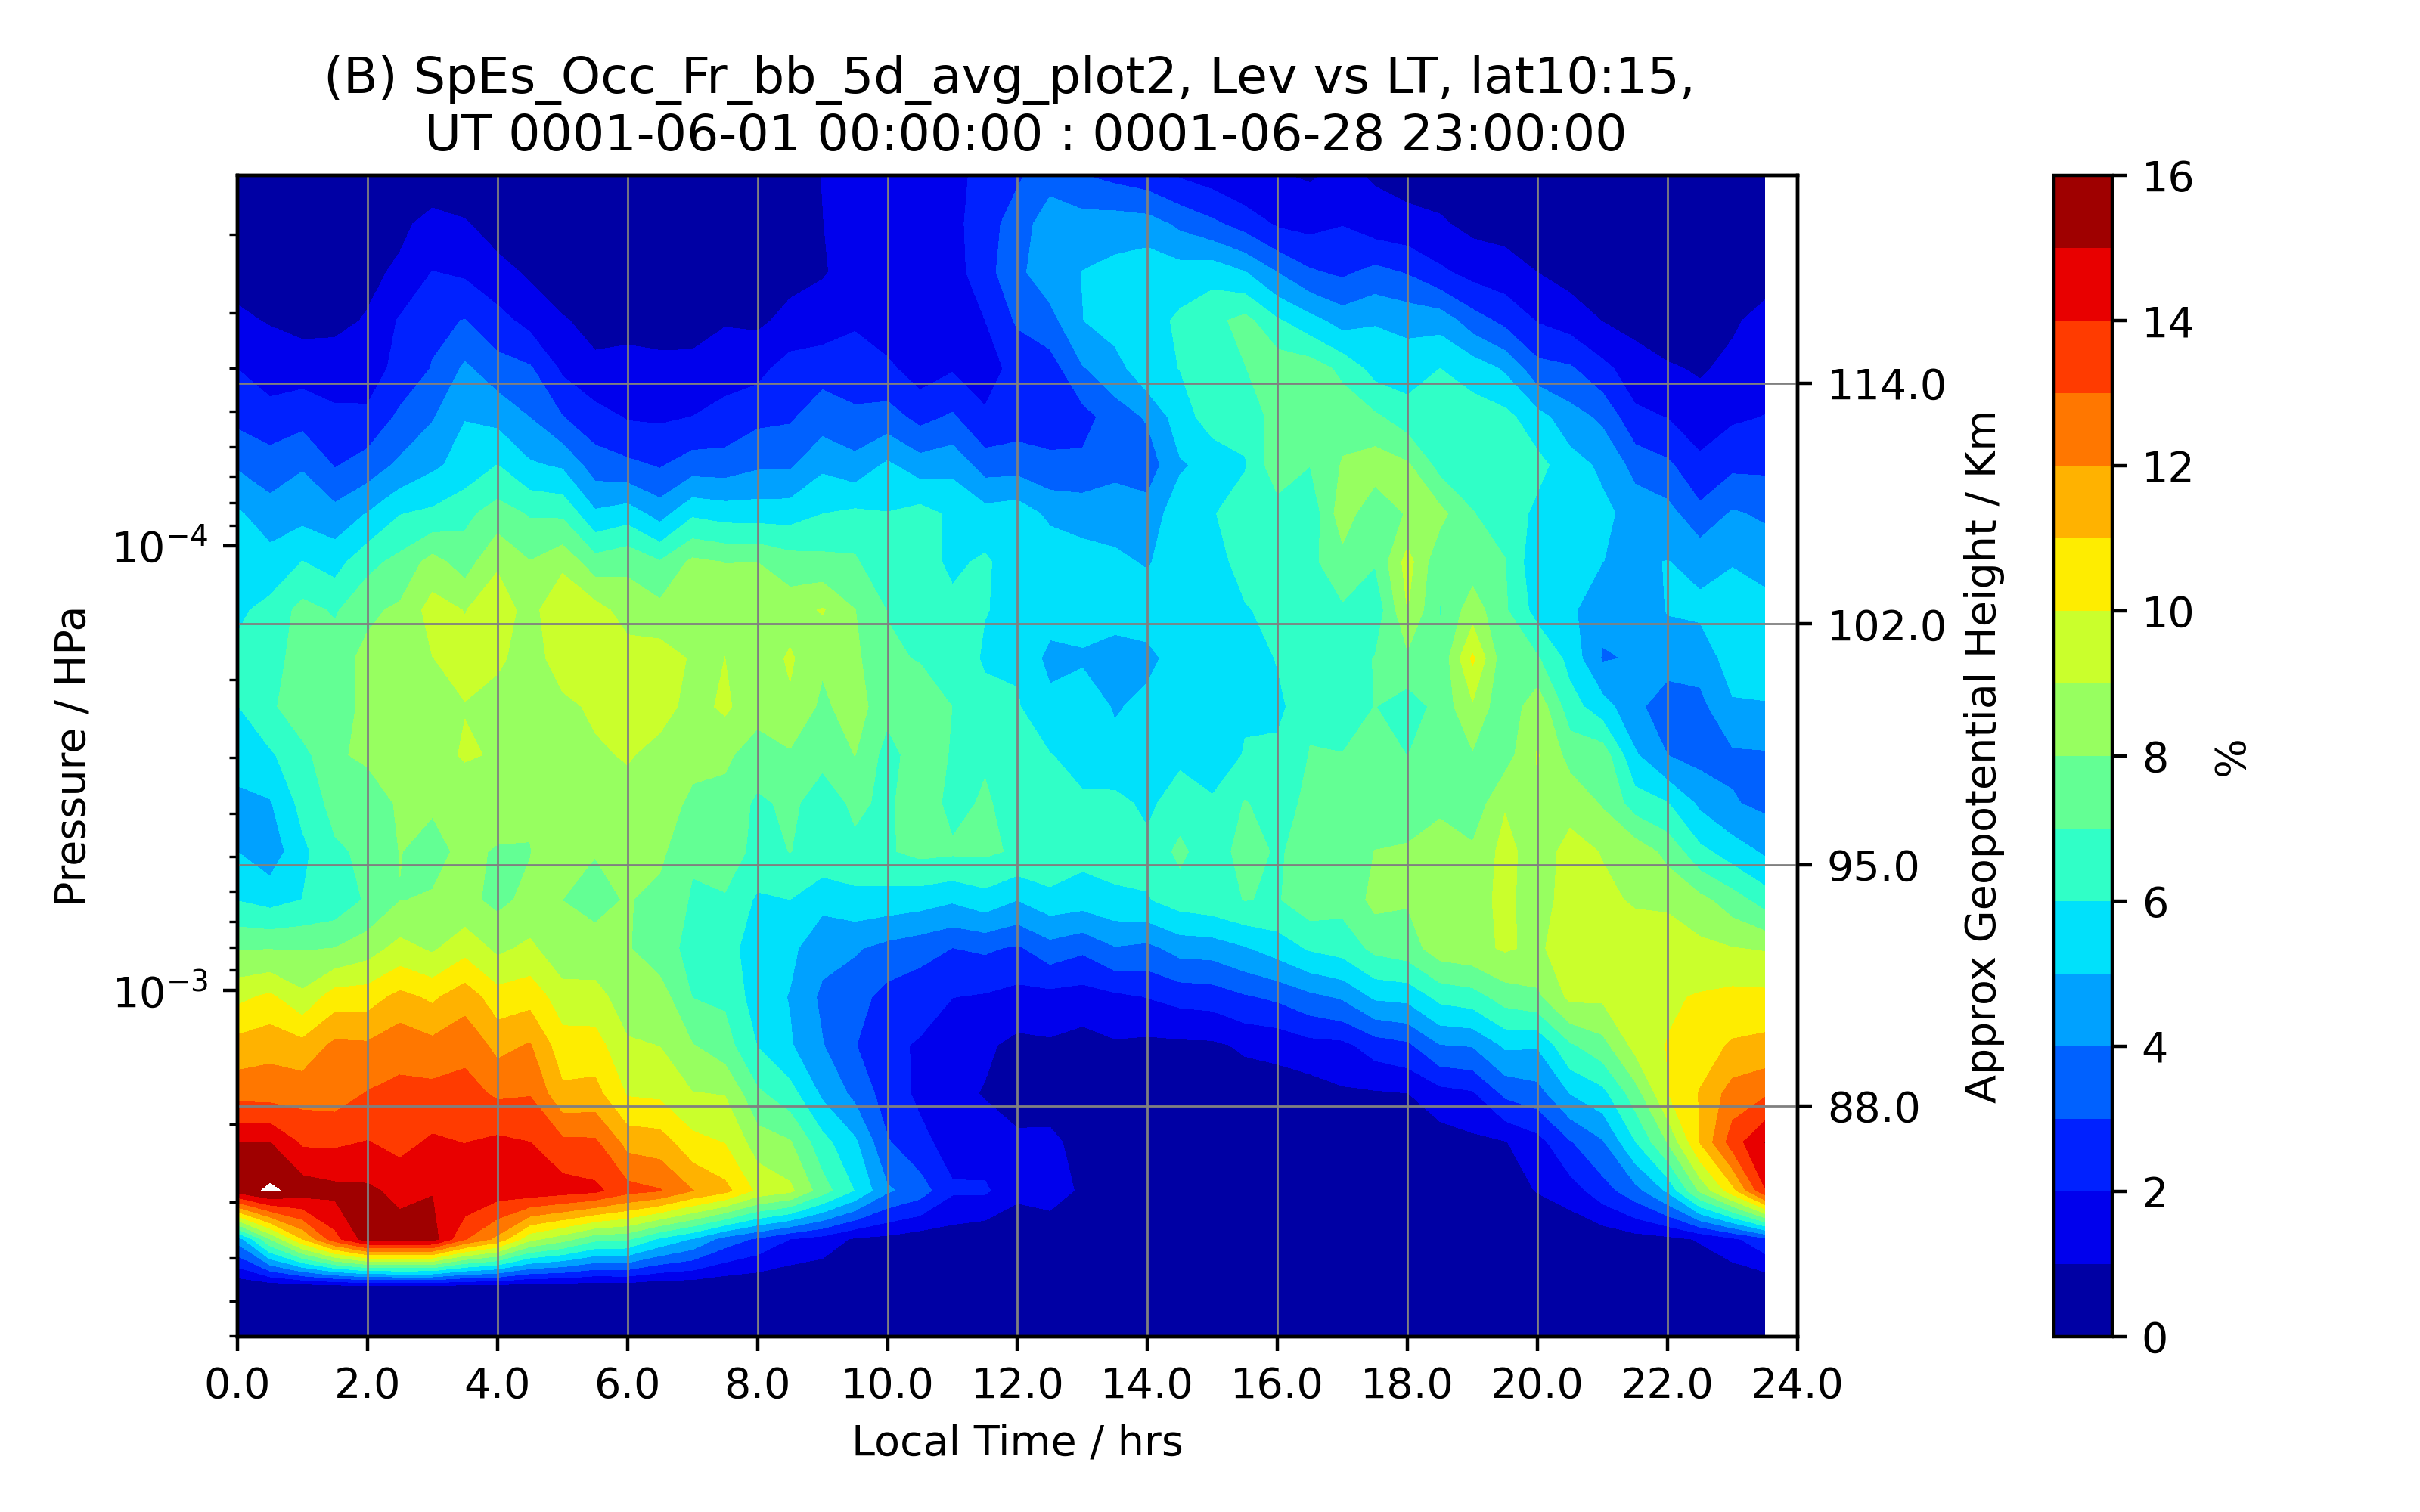 (B) SpEs_Occ_Fr_bb_5d_avg_plot2, Lev vs LT, lat10:15,
UT 0001-06-01 00:00:00 : 0001-06-28 23:00:00
Pressure / HPa
10⁻⁴
10⁻³
0.0 2.0 4.0 6.0 8.0 10.0 12.0 14.0 16.0 18.0 20.0 22.0 24.0
Local Time / hrs
114.0
102.0
95.0
88.0
Approx Geopotential Height / Km
16
14
12
10
8
6
4
2
0
%